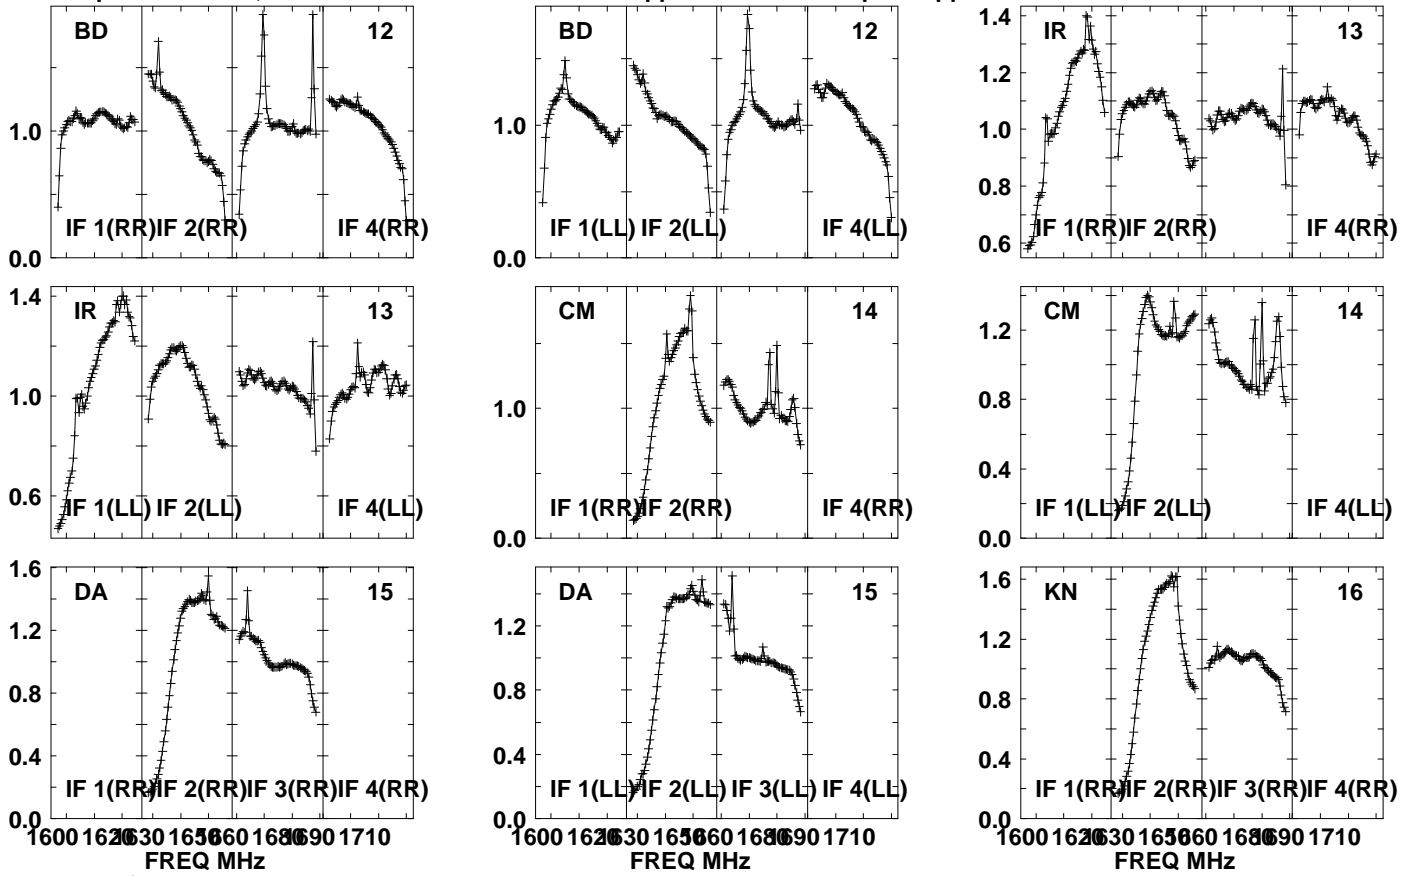 BD 12
1.0
IF 1(RR) IF 2(RR) IF 4(RR)
0.0
BD 12
1.0
IF 1(LL) IF 2(LL) IF 4(LL)
0.0
IR 13
1.4
1.2
1.0
0.8
IF 1(RR) IF 2(RR) IF 4(RR)
0.6
IR 13
1.4
1.0
0.6
IF 1(LL) IF 2(LL) IF 4(LL)
CM 14
1.0
IF 1(RR) IF 2(RR) IF 4(RR)
0.0
CM 14
1.2
0.8
0.4
IF 1(LL) IF 2(LL) IF 4(LL)
0.0
DA 15
1.6
1.2
0.8
0.4
IF 1(RR) IF 2(RR) IF 3(RR) IF 4(RR)
0.0
1600 1620 1630 1650 1660 1680 1690 1710
FREQ MHz
DA 15
1.2
0.8
0.4
IF 1(LL) IF 2(LL) IF 3(LL) IF 4(LL)
0.0
1600 1620 1630 1650 1660 1680 1690 1710
FREQ MHz
KN 16
1.6
1.2
0.8
0.4
IF 1(RR) IF 2(RR) IF 3(RR) IF 4(RR)
0.0
1600 1620 1630 1650 1660 1680 1690 1710
FREQ MHz